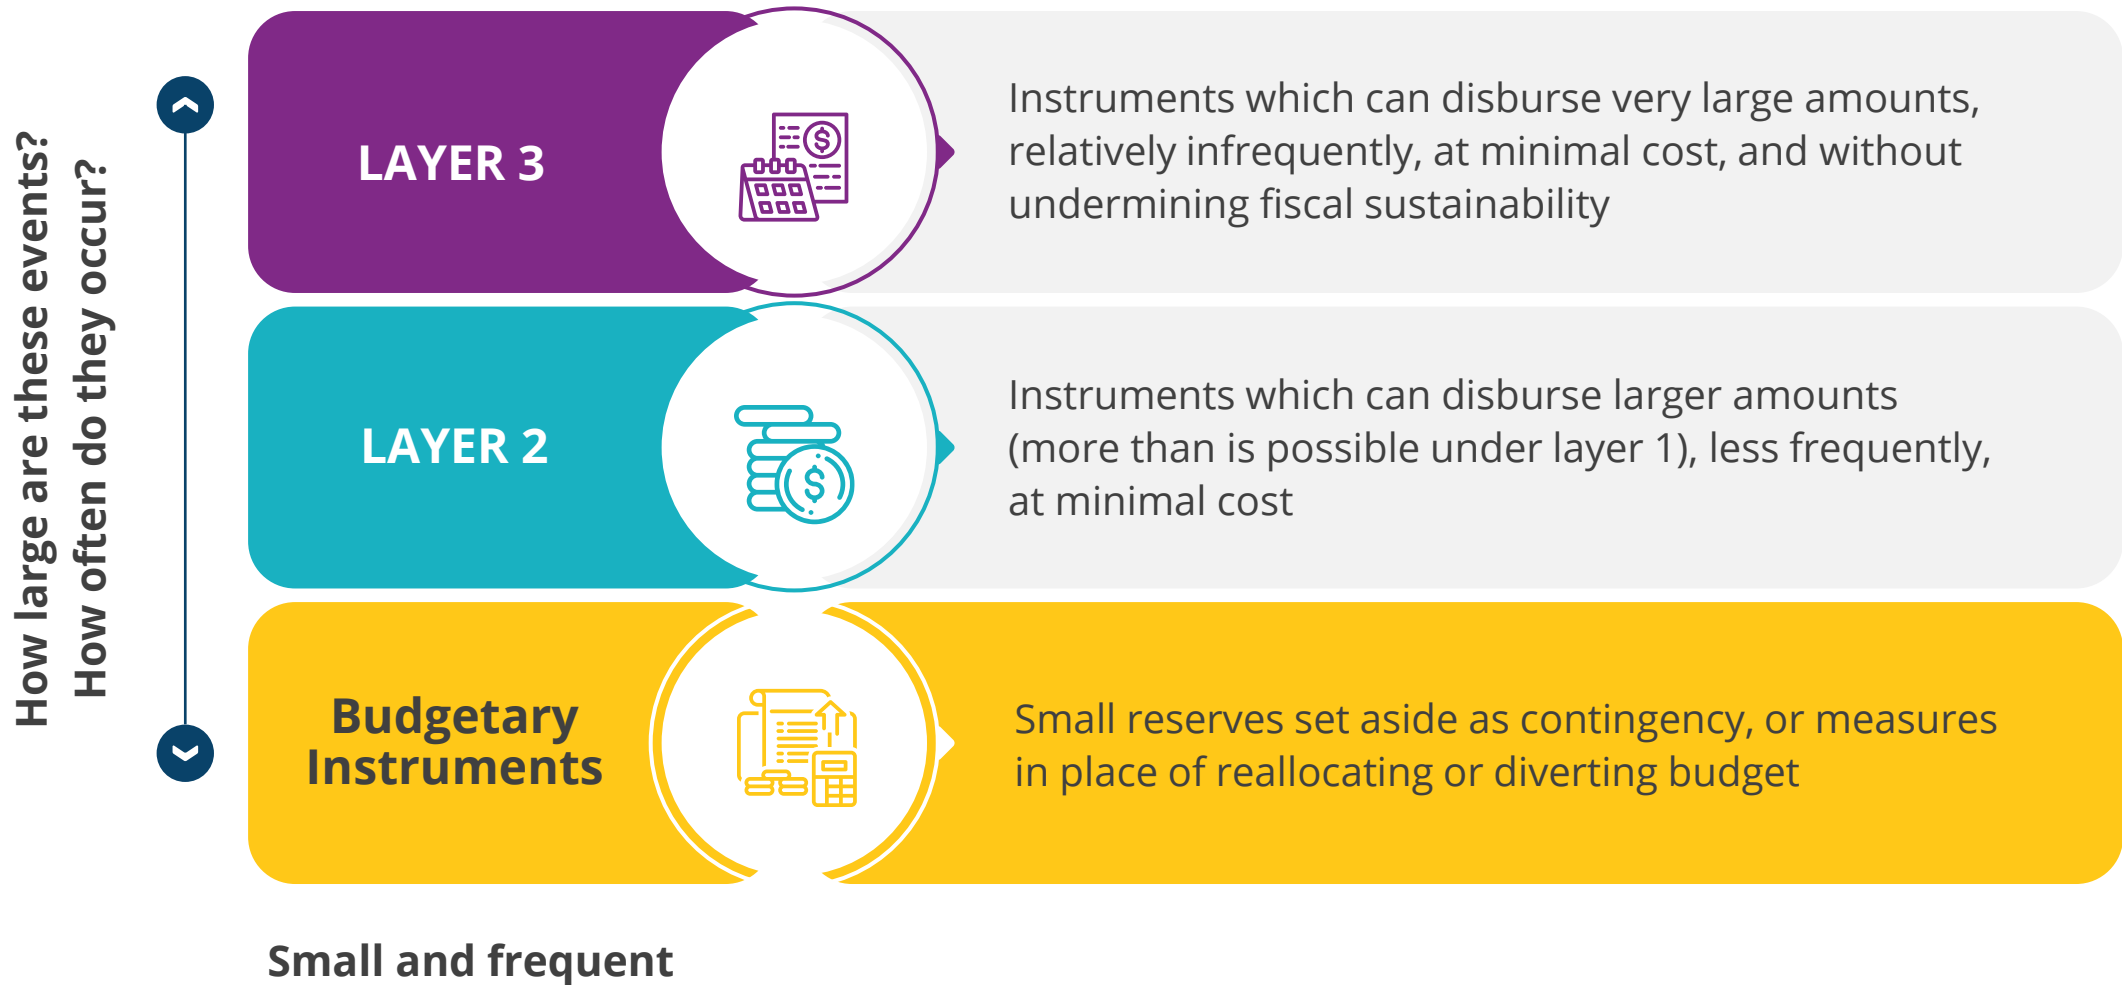 How large are these events?
How often do they occur?
LAYER 3
Instruments which can disburse very large amounts,
relatively infrequently, at minimal cost, and without
undermining fiscal sustainability
LAYER 2
Instruments which can disburse larger amounts
(more than is possible under layer 1), less frequently,
at minimal cost
Budgetary
Instruments
Small reserves set aside as contingency, or measures
in place of reallocating or diverting budget
Small and frequent